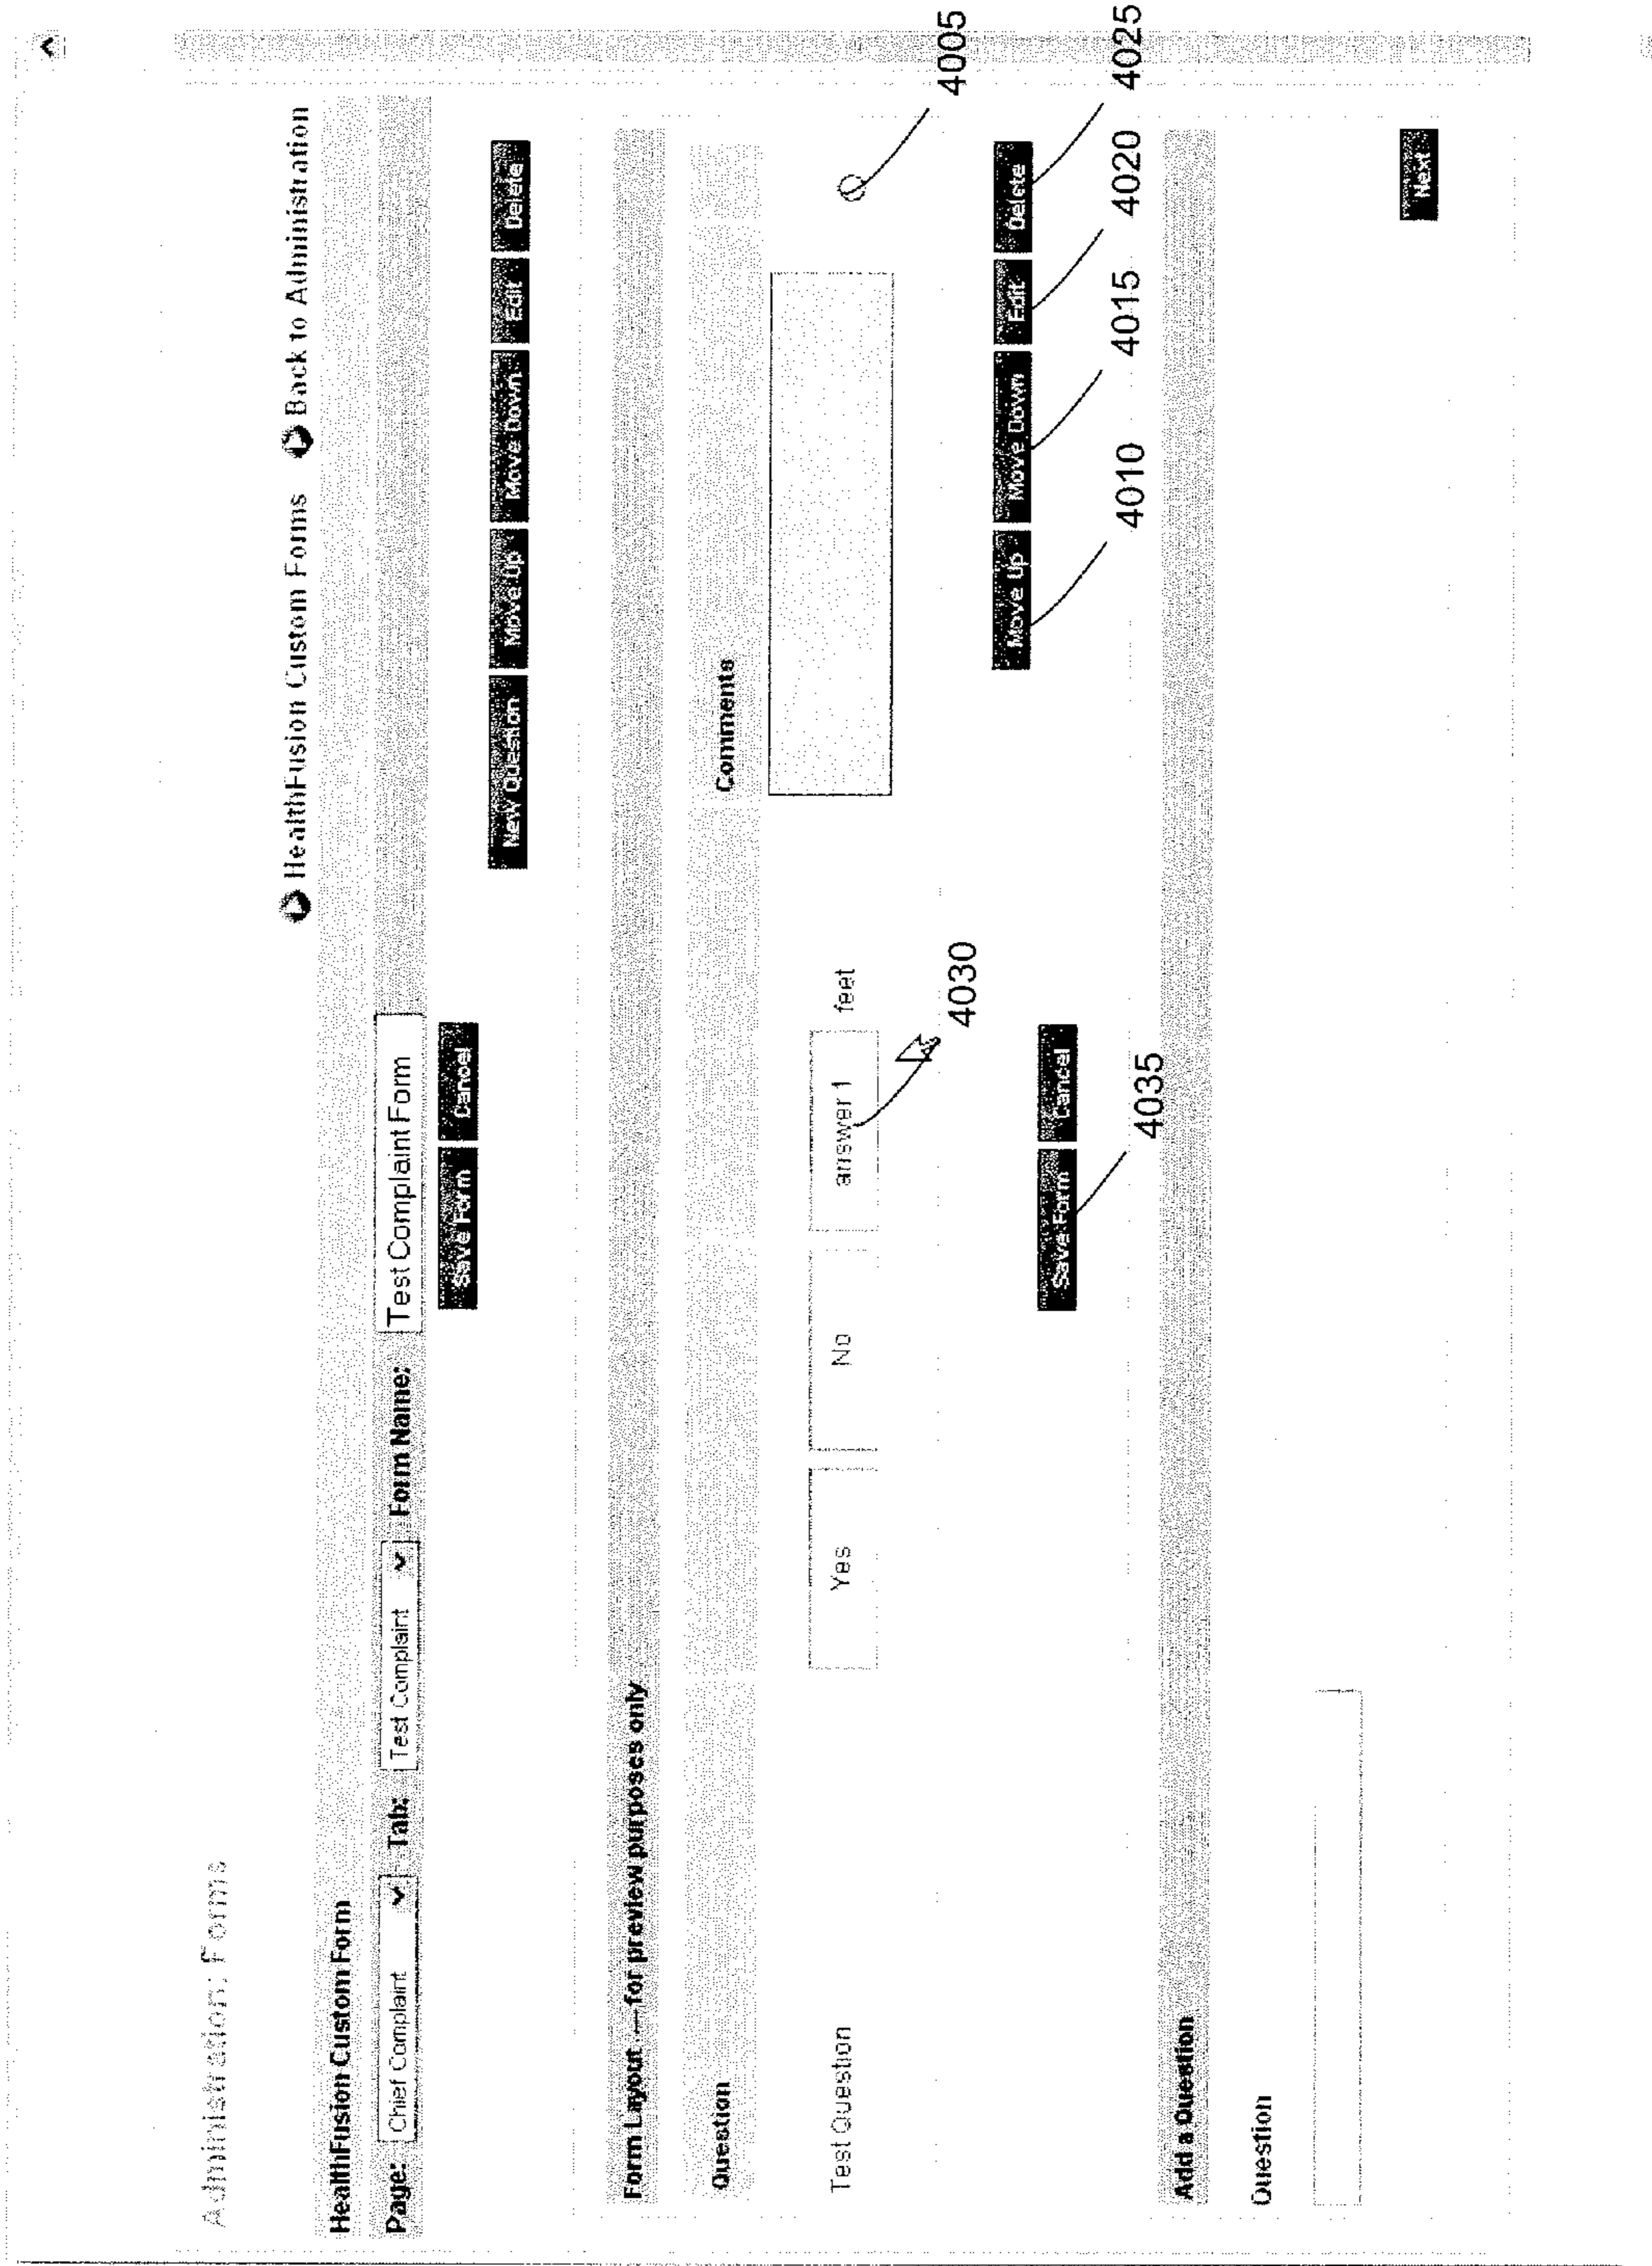 Administration: Forms
HealthFusion Custom Forms Back to Administration
HealthFusion Custom Form
Page: Chief Complaint Tab: Test Complaint Form Name: Test Complaint Form
Save Form Cancel
New Question Move Up Move Down Edit Delete
Form Layout — for preview purposes only
Question Comments
Test Question Yes No answer1 feet
4005
4030
Move Up Move Down Edit Delete
Save Form Cancel
4010 4015 4020 4025
4035
Add a Question
Question
Next